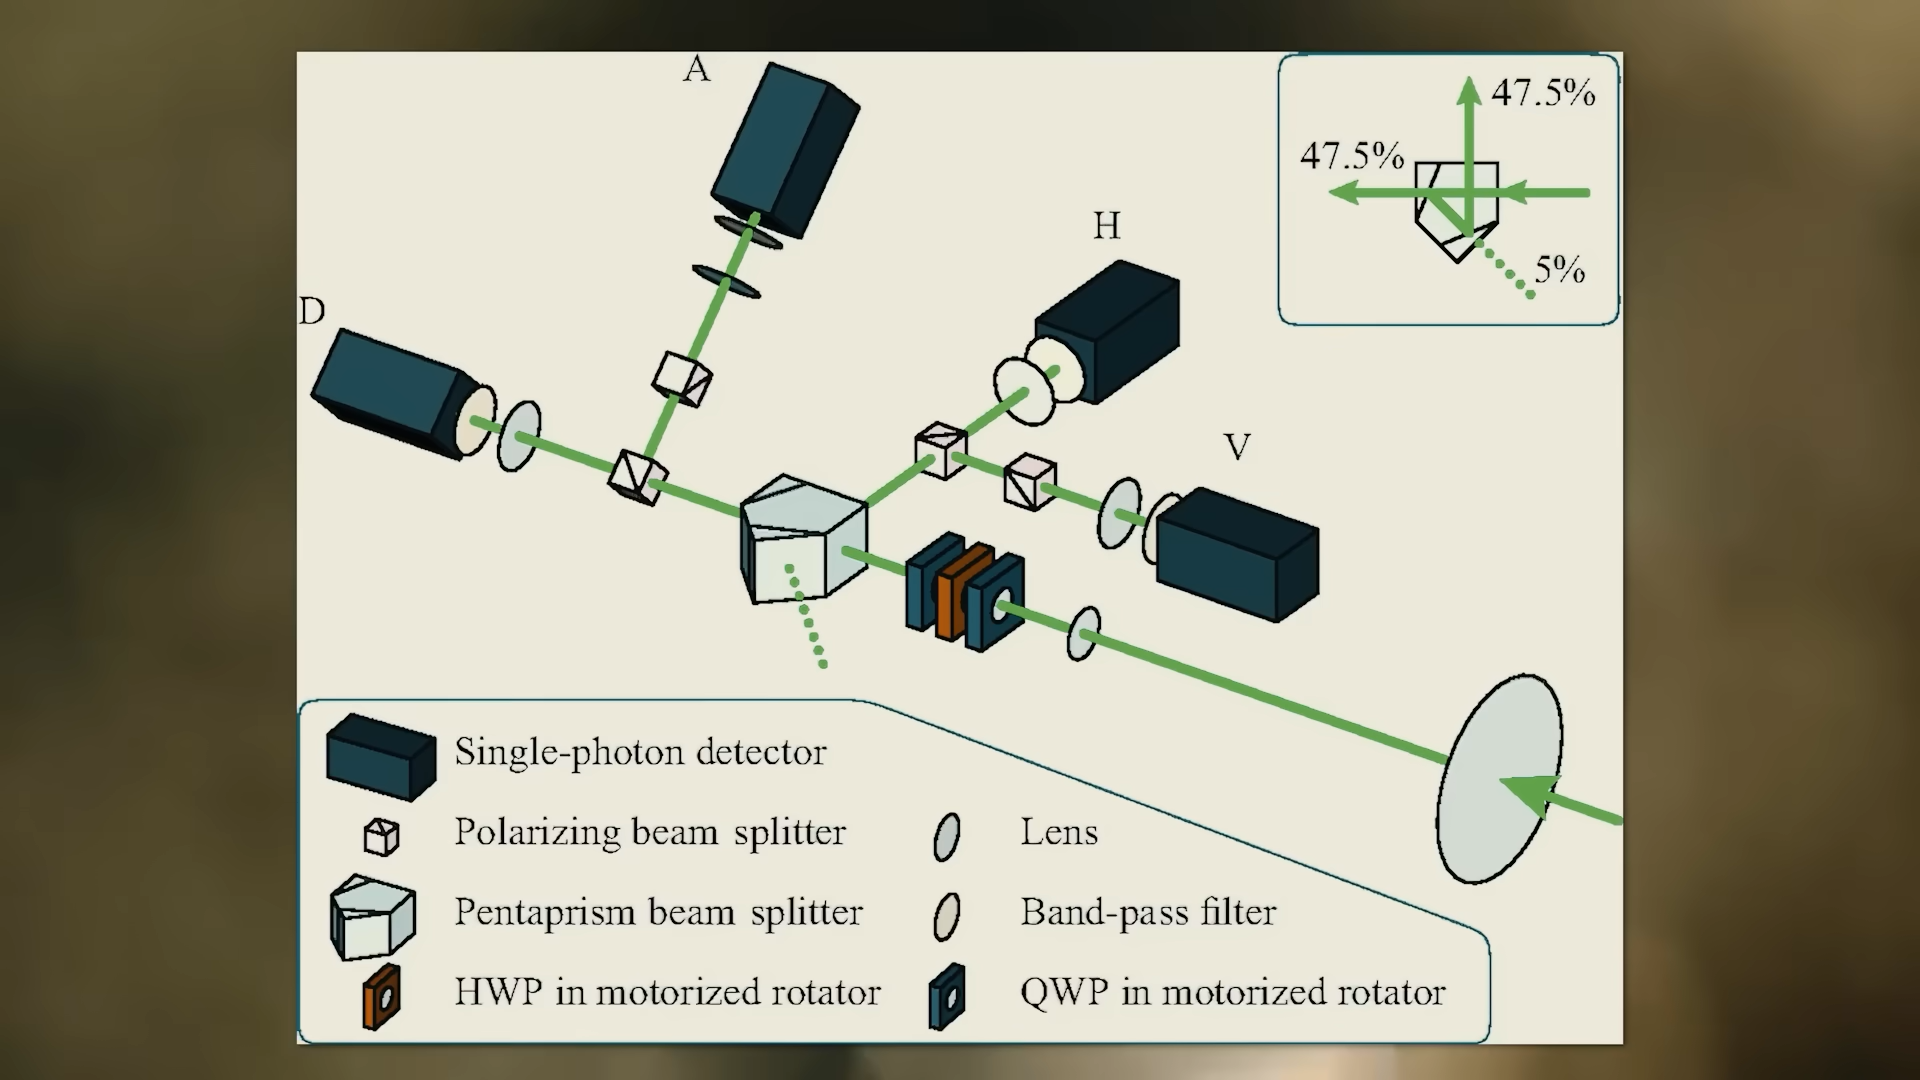 A
47.5%
47.5%
5%
H
D
V
Single-photon detector
Polarizing beam splitter
Lens
Pentaprism beam splitter
Band-pass filter
HWP in motorized rotator
QWP in motorized rotator